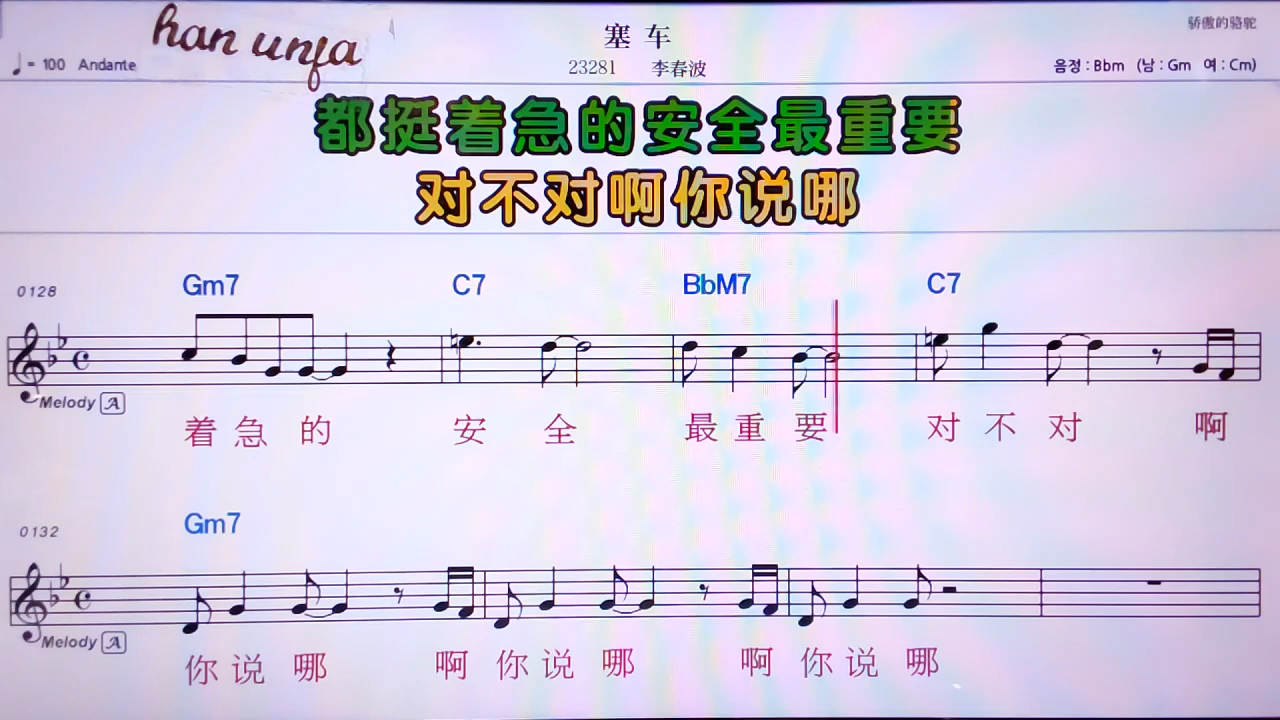 han unfa
塞车
骄傲的骆驼
♩= 100 Andante
23281 李春波
음정 : Bbm (남 : Gm 여 : Cm)
都挺着急的安全最重要
对不对啊你说哪
0128 Gm7 C7 BbM7 C7
Melody A
着急的 安全 最重要 对不对 啊
0132 Gm7
Melody A
你说哪 啊你说哪 啊你说哪